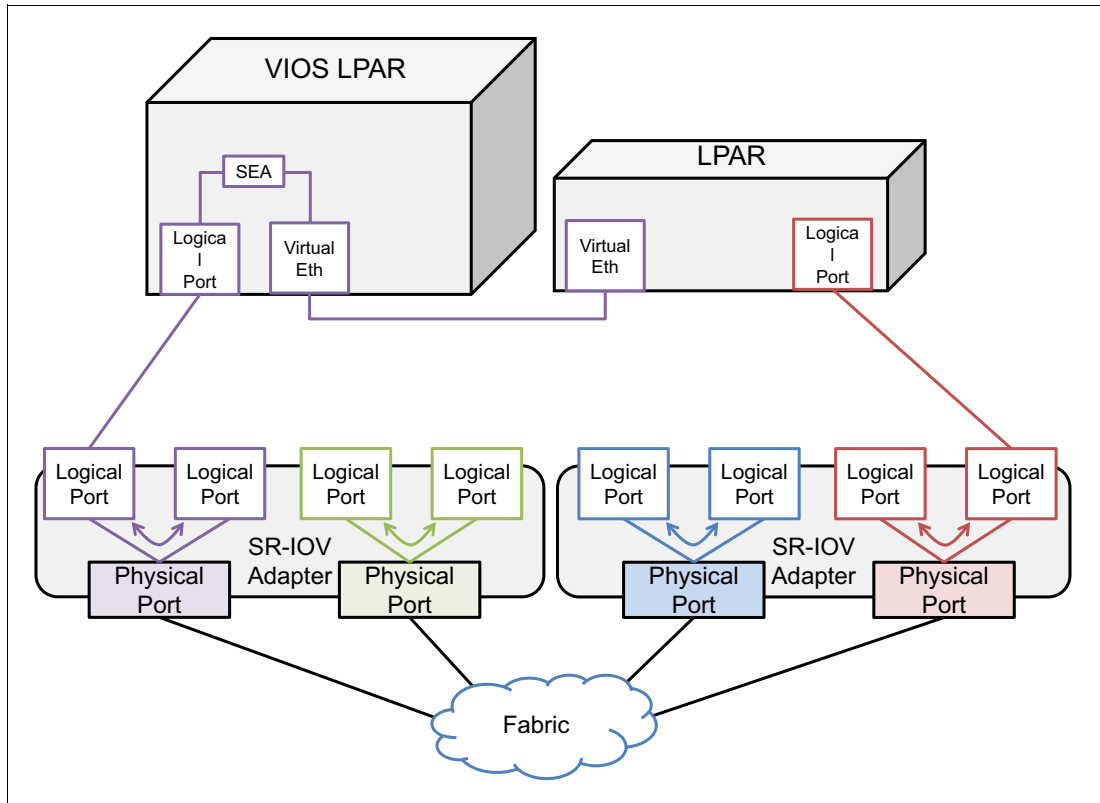 VIOS LPAR
LPAR
SEA
Logica
l
Port
Virtual
Eth
Virtual
Eth
Logica
l
Port
Logical
Port
Logical
Port
Logical
Port
Logical
Port
SR-IOV
Adapter
Physical
Port
Physical
Port
Logical
Port
Logical
Port
Logical
Port
Logical
Port
SR-IOV
Adapter
Physical
Port
Physical
Port
Fabric